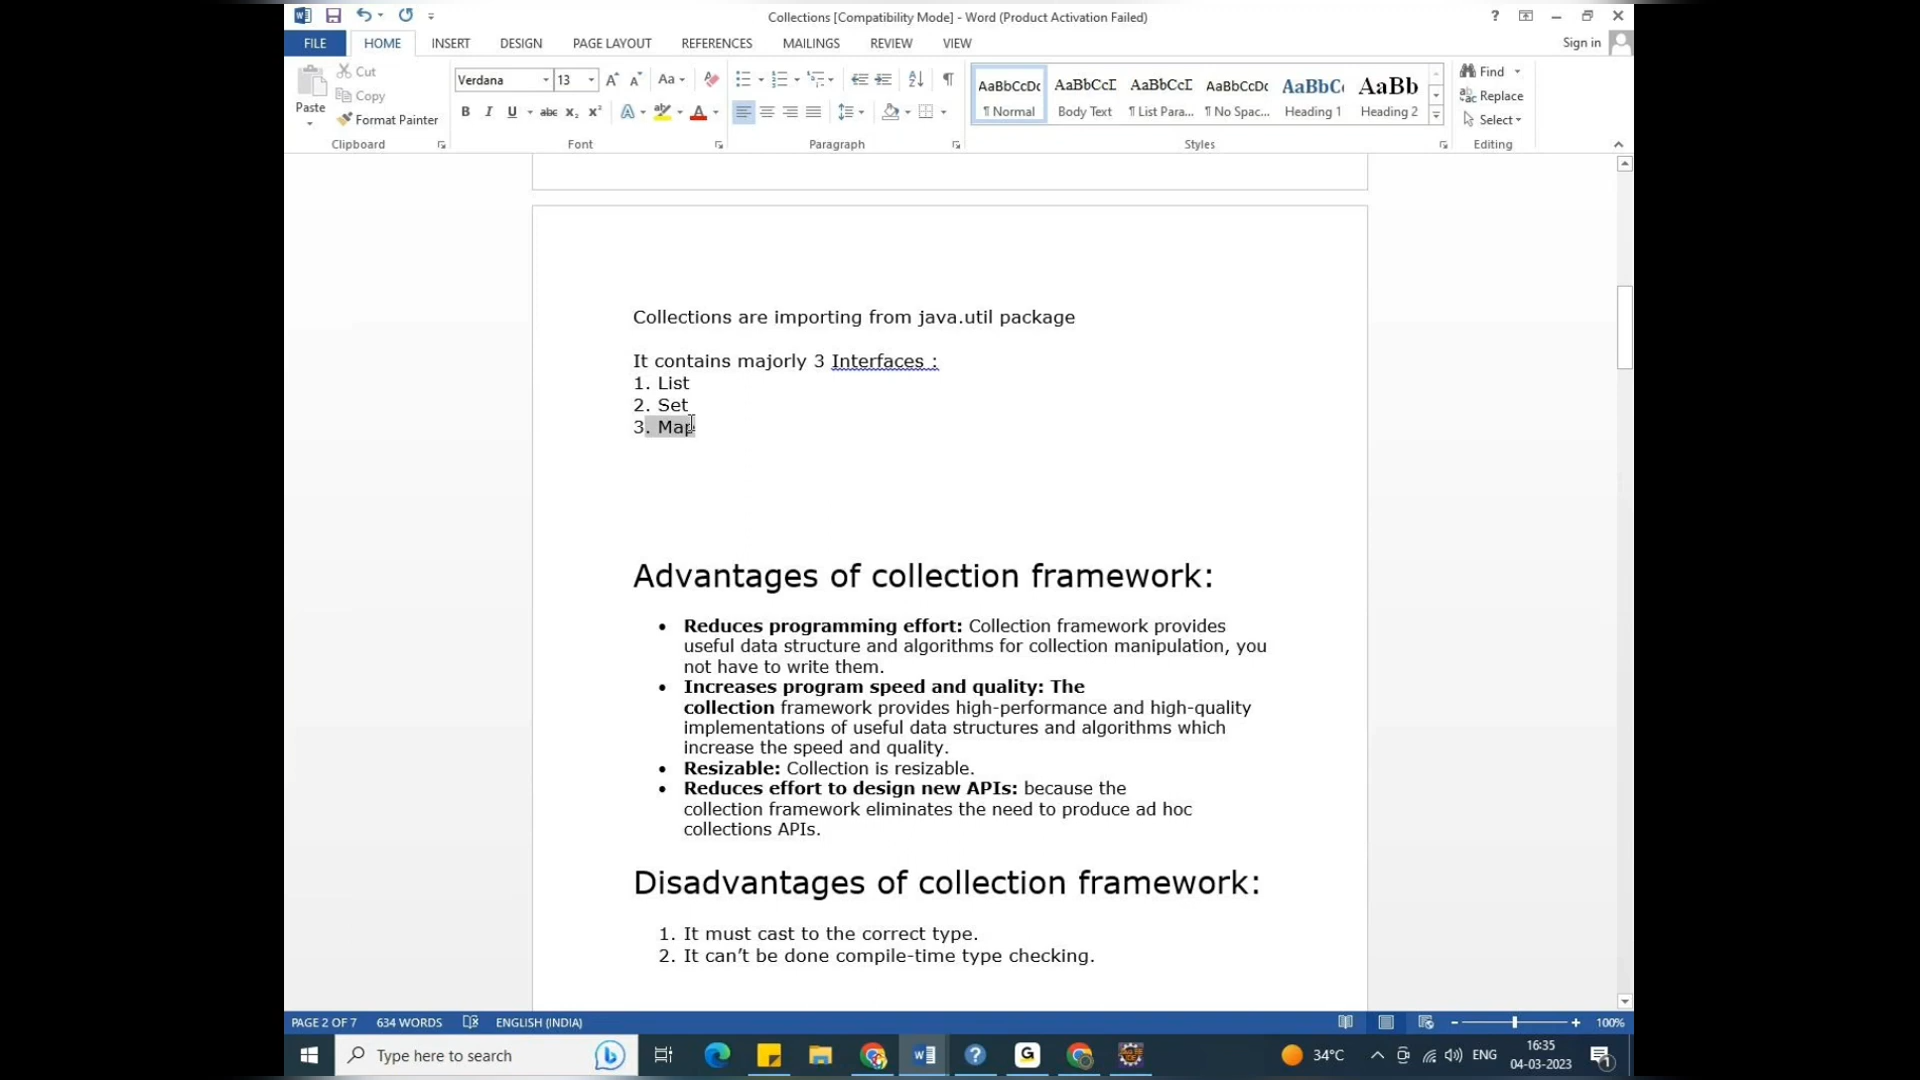 Collections [Compatibility Mode] - Word (Product Activation Failed)
FILE HOME INSERT DESIGN PAGE LAYOUT REFERENCES MAILINGS REVIEW VIEW Sign in
Paste
Cut
Copy
Format Painter
Verdana 13
AaBbCcDc AaBbCcI AaBbCcI AaBbCcDc AaBbC AaBb
¶ Normal Body Text ¶ List Para... ¶ No Spac... Heading 1 Heading 2
Find
Replace
Select
Clipboard Font Paragraph Styles Editing
Collections are importing from java.util package
It contains majorly 3 Interfaces :
1. List
2. Set
3. Map
Advantages of collection framework:
• Reduces programming effort: Collection framework provides
useful data structure and algorithms for collection manipulation, you
not have to write them.
• Increases program speed and quality: The
collection framework provides high-performance and high-quality
implementations of useful data structures and algorithms which
increase the speed and quality.
• Resizable: Collection is resizable.
• Reduces effort to design new APIs: because the
collection framework eliminates the need to produce ad hoc
collections APIs.
Disadvantages of collection framework:
1. It must cast to the correct type.
2. It can’t be done compile-time type checking.
PAGE 2 OF 7 634 WORDS ENGLISH (INDIA) 100%
Type here to search 34°C ENG 16:35
04-03-2023